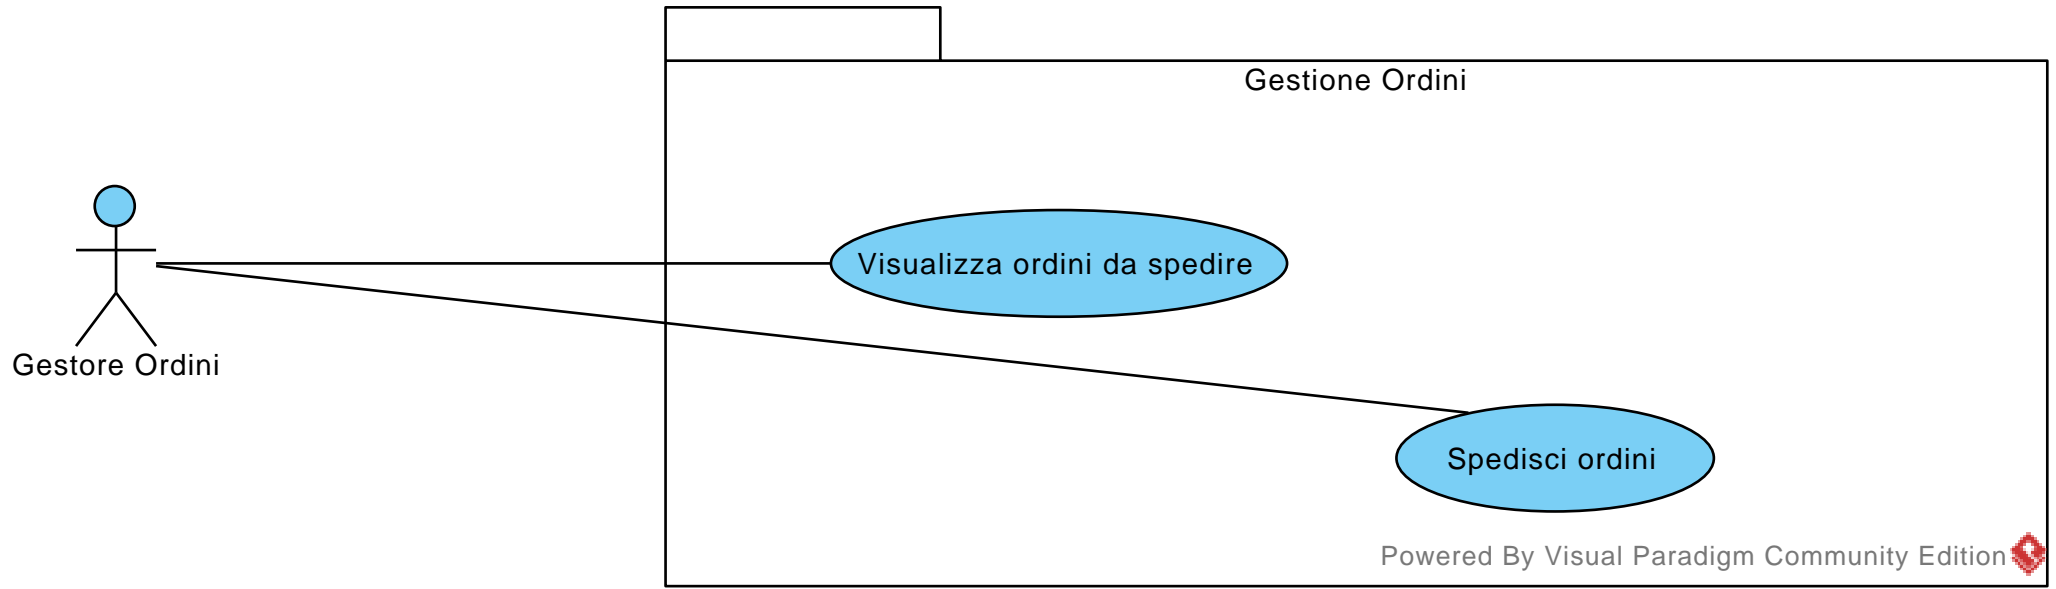 Gestione Ordini
Visualizza ordini da spedire
Gestore Ordini
Spedisci ordini
Powered By Visual Paradigm Community Edition